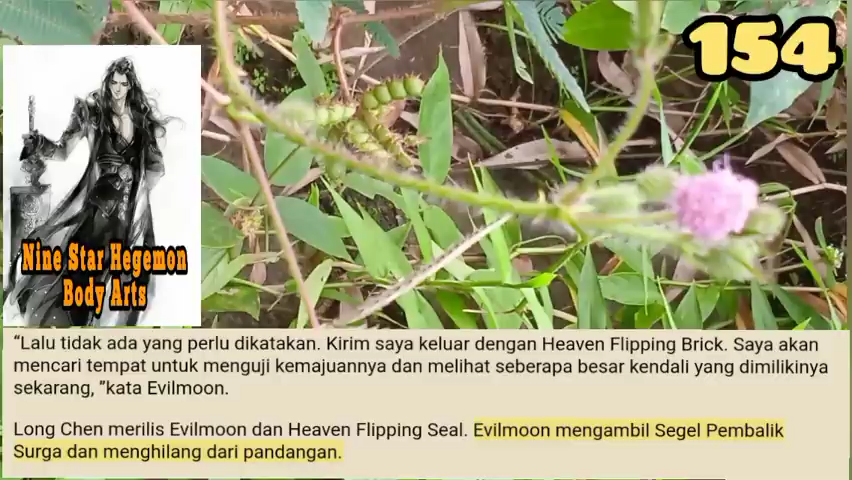 154
Nine Star Hegemon
Body Arts
“Lalu tidak ada yang perlu dikatakan. Kirim saya keluar dengan Heaven Flipping Brick. Saya akan
mencari tempat untuk menguji kemajuannya dan melihat seberapa besar kendali yang dimilikinya
sekarang, ”kata Evilmoon.
Long Chen merilis Evilmoon dan Heaven Flipping Seal. Evilmoon mengambil Segel Pembalik
Surga dan menghilang dari pandangan.